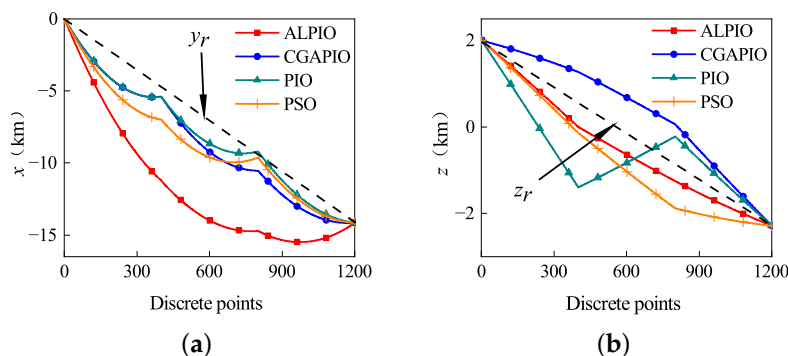 0
−5
−10
−15
x（km）
0 300 600 900 1200
Discrete points
y_r
ALPIO
CGAPIO
PIO
PSO
(a)
2
0
−2
z（km）
0 300 600 900 1200
Discrete points
z_r
ALPIO
CGAPIO
PIO
PSO
(b)